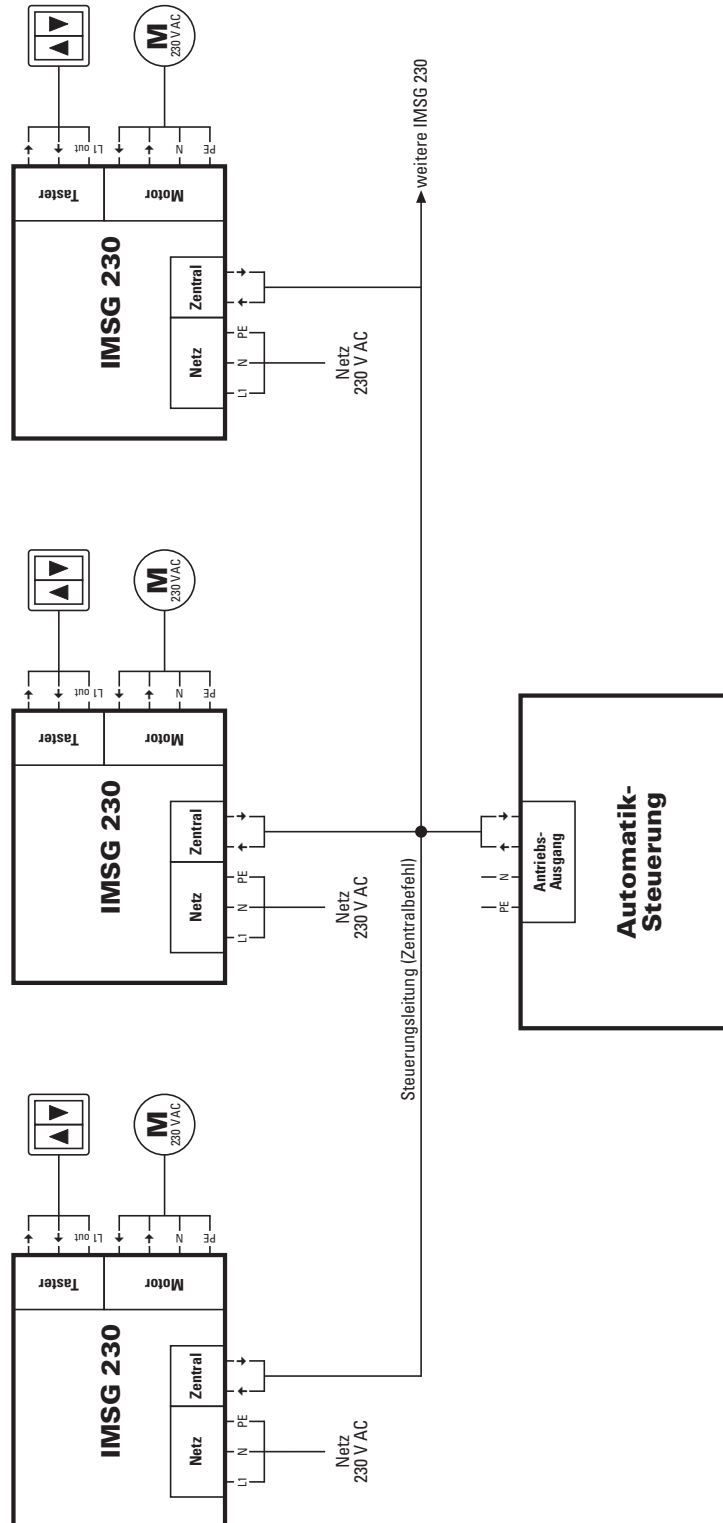 IMSG 230
Taster
L1 out
Motor
N
PE
M
230 V AC
Netz
Zentral
L1
N
PE
Netz
230 V AC
IMSG 230
Taster
L1 out
Motor
N
PE
M
230 V AC
Netz
Zentral
L1
N
PE
Netz
230 V AC
IMSG 230
Taster
L1 out
Motor
N
PE
M
230 V AC
Netz
Zentral
L1
N
PE
Netz
230 V AC
Steuerungsleitung (Zentralbefehl)
weitere IMSG 230
PE
N
Antriebs-
Ausgang
Automatik-
Steuerung